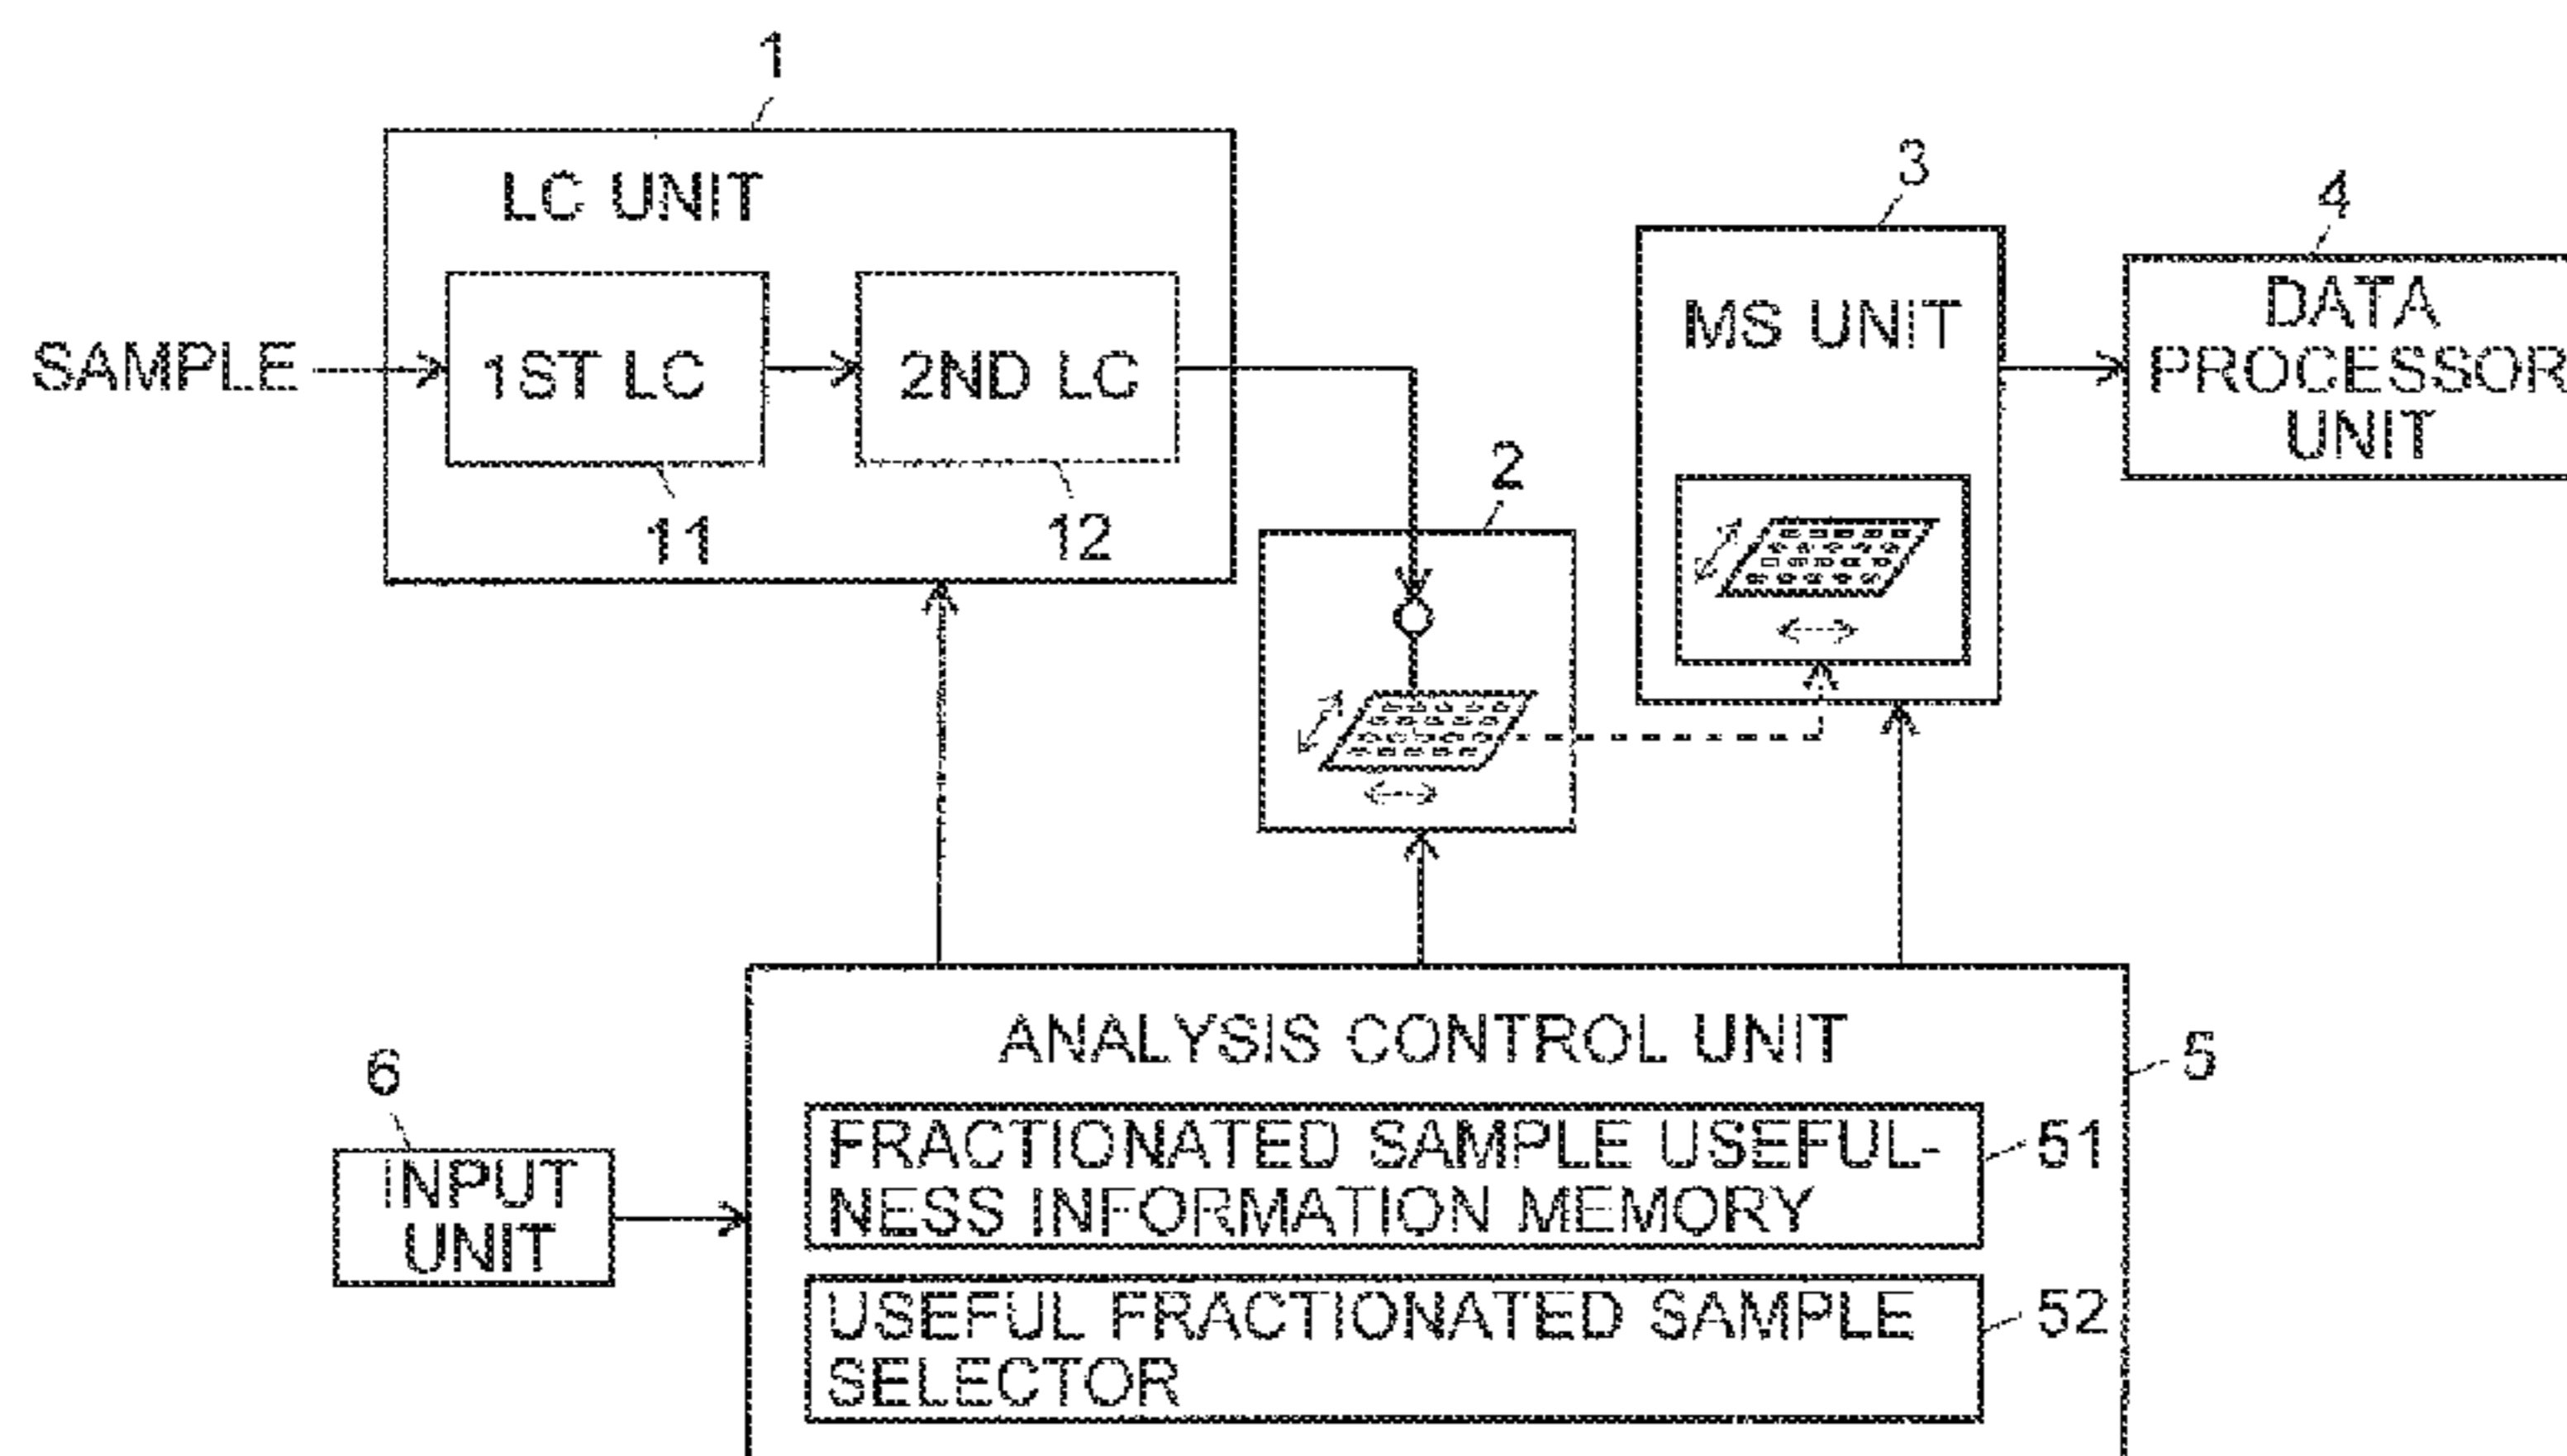 1
LC UNIT
3
4
MS UNIT
DATA
PROCESSOR
UNIT
SAMPLE
1ST LC
2ND LC
2
11
12
ANALYSIS CONTROL UNIT
5
6
INPUT
UNIT
FRACTIONATED SAMPLE USEFUL-
NESS INFORMATION MEMORY
51
USEFUL FRACTIONATED SAMPLE
SELECTOR
52